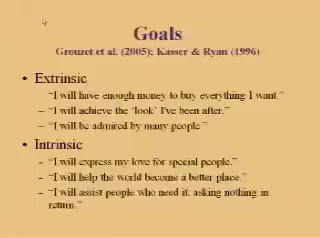 Goals
Grouzet et al. (2005); Kasser & Ryan (1996)
• Extrinsic
– “I will have enough money to buy everything I want.”
– “I will achieve the ‘look’ I've been after.”
– “I will be admired by many people.”
• Intrinsic
– “I will express my love for special people.”
– “I will help the world become a better place.”
– “I will assist people who need it, asking nothing in
return.”